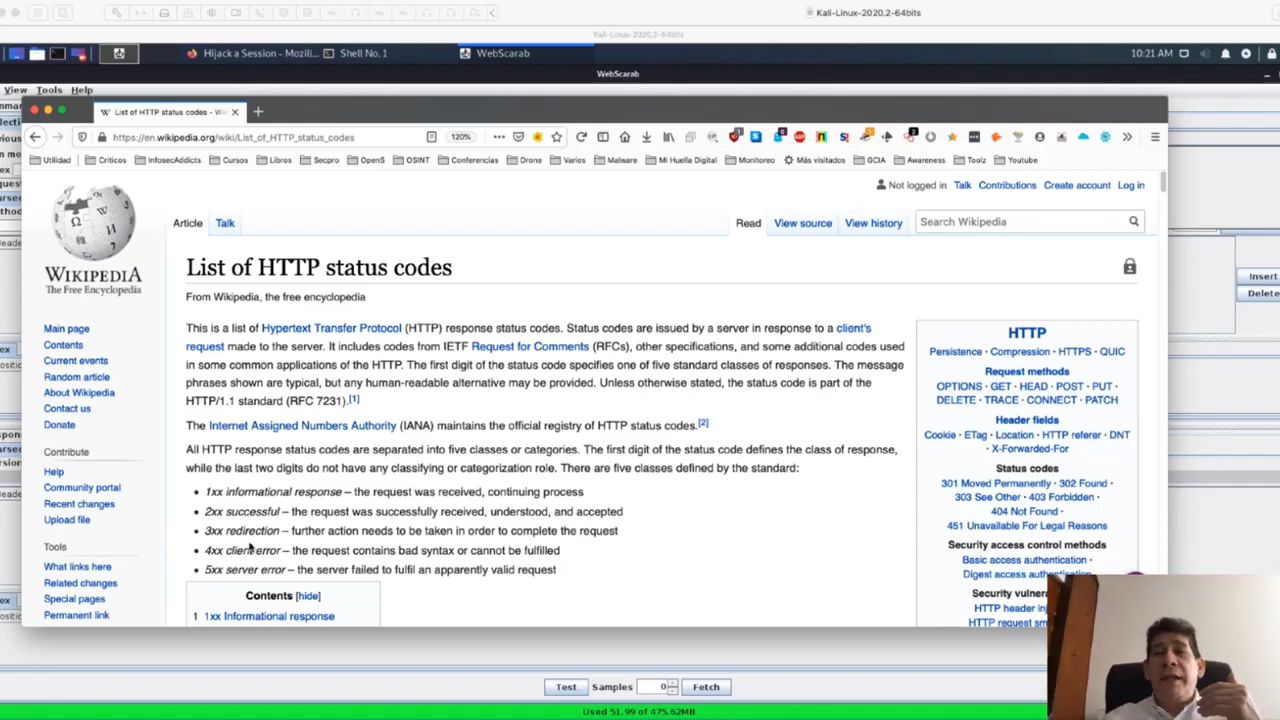 Kali-Linux-2020.2-64bits
Kali-Linux-2020.2-64bits
Hijack a Session - Mozill... Shell No. 1 WebScarab 10:21 AM
WebScarab
View Tools Help
List of HTTP status codes - Wi
https://en.wikipedia.org/wiki/List_of_HTTP_status_codes 120%
Utilidad Criticos InfosecAddicts Cursos Libros Secpro OpenS OSINT Conferencias Drone Varios Malware Mi Huella Digital Monitoreo Más visitados GCIA Awareness Toolz Youtube
Not logged in Talk Contributions Create account Log in
Article Talk Read View source View history Search Wikipedia
WIKIPEDIA
The Free Encyclopedia
Main page
Contents
Current events
Random article
About Wikipedia
Contact us
Donate
Contribute
Help
Community portal
Recent changes
Upload file
Tools
What links here
Related changes
Special pages
Permanent link
List of HTTP status codes
From Wikipedia, the free encyclopedia
This is a list of Hypertext Transfer Protocol (HTTP) response status codes. Status codes are issued by a server in response to a client's
request made to the server. It includes codes from IETF Request for Comments (RFCs), other specifications, and some additional codes used
in some common applications of the HTTP. The first digit of the status code specifies one of five standard classes of responses. The message
phrases shown are typical, but any human-readable alternative may be provided. Unless otherwise stated, the status code is part of the
HTTP/1.1 standard (RFC 7231).[1]
The Internet Assigned Numbers Authority (IANA) maintains the official registry of HTTP status codes.[2]
All HTTP response status codes are separated into five classes or categories. The first digit of the status code defines the class of response,
while the last two digits do not have any classifying or categorization role. There are five classes defined by the standard:
• 1xx informational response – the request was received, continuing process
• 2xx successful – the request was successfully received, understood, and accepted
• 3xx redirection – further action needs to be taken in order to complete the request
• 4xx client error – the request contains bad syntax or cannot be fulfilled
• 5xx server error – the server failed to fulfil an apparently valid request
Contents [hide]
1 1xx Informational response
HTTP
Persistence · Compression · HTTPS · QUIC
Request methods
OPTIONS · GET · HEAD · POST · PUT ·
DELETE · TRACE · CONNECT · PATCH
Header fields
Cookie · ETag · Location · HTTP referer · DNT
· X-Forwarded-For
Status codes
301 Moved Permanently · 302 Found ·
303 See Other · 403 Forbidden ·
404 Not Found ·
451 Unavailable For Legal Reasons
Security access control methods
Basic access authentication ·
Digest access
Security
HTTP header
HTTP request
Insert
Delete
Test Samples 0 Fetch
Used 51.99 of 475.62MB